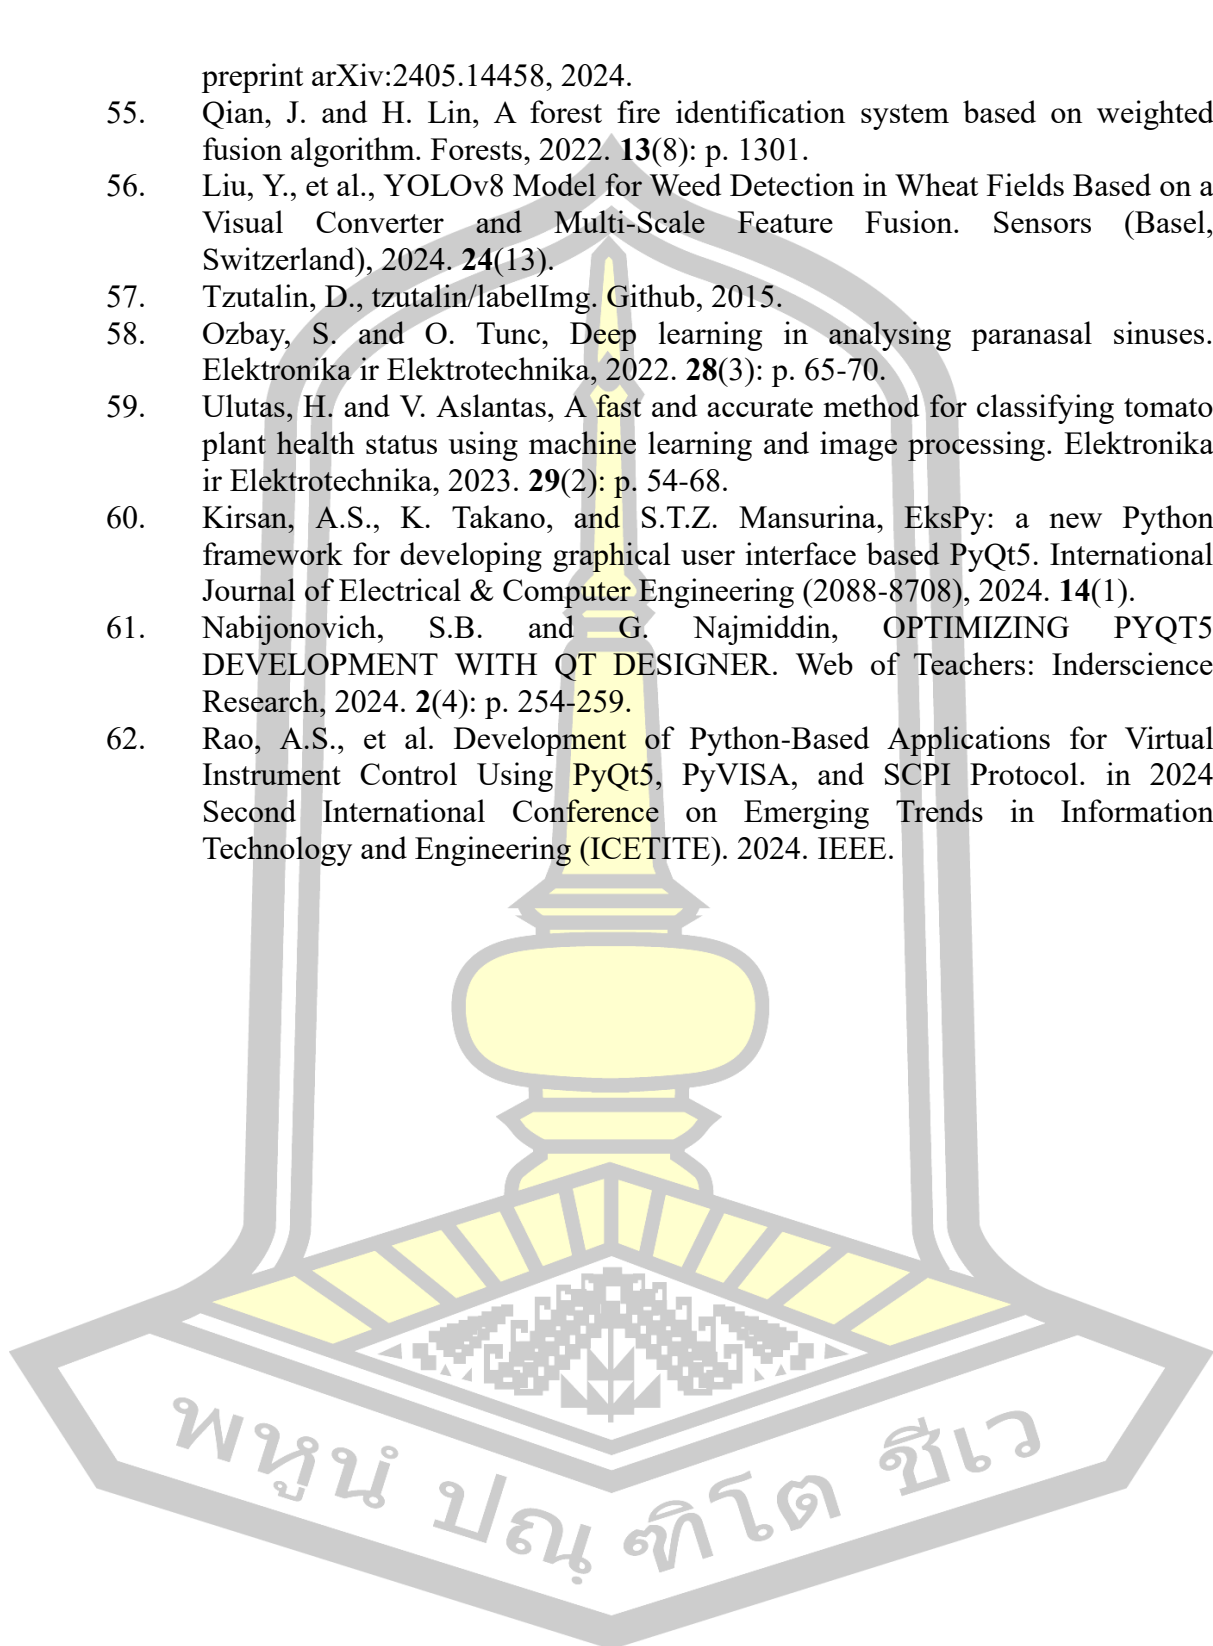 preprint arXiv:2405.14458, 2024.
55. Qian, J. and H. Lin, A forest fire identification system based on weighted
fusion algorithm. Forests, 2022. 13(8): p. 1301.
56. Liu, Y., et al., YOLOv8 Model for Weed Detection in Wheat Fields Based on a
Visual Converter and Multi-Scale Feature Fusion. Sensors (Basel,
Switzerland), 2024. 24(13).
57. Tzutalin, D., tzutalin/labelImg. Github, 2015.
58. Ozbay, S. and O. Tunc, Deep learning in analysing paranasal sinuses.
Elektronika ir Elektrotechnika, 2022. 28(3): p. 65-70.
59. Ulutas, H. and V. Aslantas, A fast and accurate method for classifying tomato
plant health status using machine learning and image processing. Elektronika
ir Elektrotechnika, 2023. 29(2): p. 54-68.
60. Kirsan, A.S., K. Takano, and S.T.Z. Mansurina, EksPy: a new Python
framework for developing graphical user interface based PyQt5. International
Journal of Electrical & Computer Engineering (2088-8708), 2024. 14(1).
61. Nabijonovich, S.B. and G. Najmiddin, OPTIMIZING PYQT5
DEVELOPMENT WITH QT DESIGNER. Web of Teachers: Inderscience
Research, 2024. 2(4): p. 254-259.
62. Rao, A.S., et al. Development of Python-Based Applications for Virtual
Instrument Control Using PyQt5, PyVISA, and SCPI Protocol. in 2024
Second International Conference on Emerging Trends in Information
Technology and Engineering (ICETITE). 2024. IEEE.
พหูนํ ปณฺ ฑิโต ชีเว